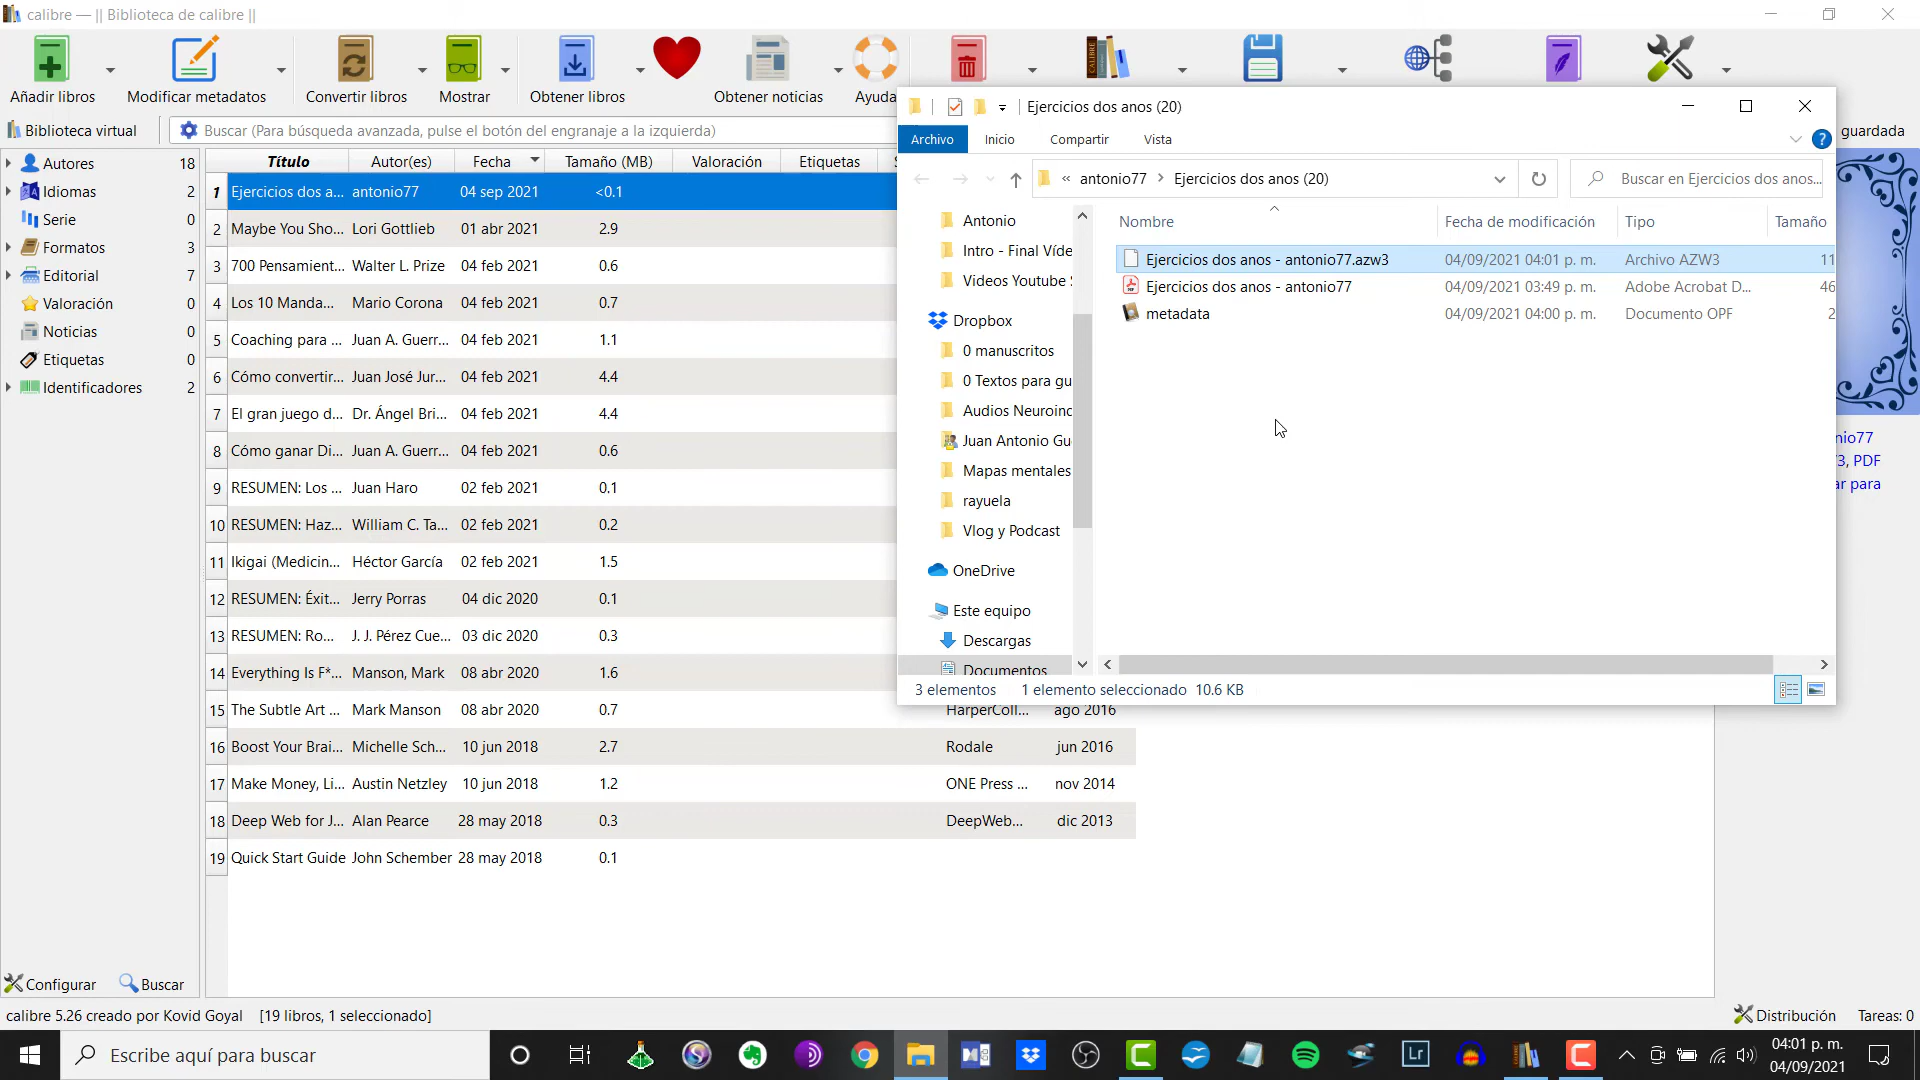 calibre — || Biblioteca de calibre ||
Añadir libros
Modificar metadatos
Convertir libros
Mostrar
Obtener libros
Obtener noticias
Ayuda
Biblioteca virtual
Buscar (Para búsqueda avanzada, pulse el botón del engranaje a la izquierda)
guardada
Autores 18
Idiomas 2
Serie 0
Formatos 3
Editorial 7
Valoración 0
Noticias 0
Etiquetas 0
Identificadores 2
Título Autor(es) Fecha Tamaño (MB) Valoración Etiquetas
1 Ejercicios dos a... antonio77 04 sep 2021 <0.1
2 Maybe You Sho... Lori Gottlieb 01 abr 2021 2.9
3 700 Pensamient... Walter L. Prize 04 feb 2021 0.6
4 Los 10 Manda... Mario Corona 04 feb 2021 0.7
5 Coaching para ... Juan A. Guerr... 04 feb 2021 1.1
6 Cómo convertir... Juan José Jur... 04 feb 2021 4.4
7 El gran juego d... Dr. Ángel Bri... 04 feb 2021 4.4
8 Cómo ganar Di... Juan A. Guerr... 04 feb 2021 0.6
9 RESUMEN: Los ... Juan Haro 02 feb 2021 0.1
10 RESUMEN: Haz... William C. Ta... 02 feb 2021 0.2
11 Ikigai (Medicin... Héctor García 02 feb 2021 1.5
12 RESUMEN: Éxit... Jerry Porras 04 dic 2020 0.1
13 RESUMEN: Ro... J. J. Pérez Cue... 03 dic 2020 0.3
14 Everything Is F*... Manson, Mark 08 abr 2020 1.6
15 The Subtle Art ... Mark Manson 08 abr 2020 0.7 HarperColl... ago 2016
16 Boost Your Brai... Michelle Sch... 10 jun 2018 2.7 Rodale jun 2016
17 Make Money, Li... Austin Netzley 10 jun 2018 1.2 ONE Press ... nov 2014
18 Deep Web for J... Alan Pearce 28 may 2018 0.3 DeepWeb... dic 2013
19 Quick Start Guide John Schember 28 may 2018 0.1
Ejercicios dos anos (20)
Archivo Inicio Compartir Vista
« antonio77 > Ejercicios dos anos (20)
Buscar en Ejercicios dos anos...
Antonio
Intro - Final Víde
Videos Youtube
Dropbox
0 manuscritos
0 Textos para gu
Audios Neuroinc
Juan Antonio Gu
Mapas mentales
rayuela
Vlog y Podcast
OneDrive
Este equipo
Descargas
Documentos
Nombre Fecha de modificación Tipo Tamaño
Ejercicios dos anos - antonio77.azw3 04/09/2021 04:01 p. m. Archivo AZW3 11
Ejercicios dos anos - antonio77 04/09/2021 03:49 p. m. Adobe Acrobat D... 46
metadata 04/09/2021 04:00 p. m. Documento OPF 2
3 elementos 1 elemento seleccionado 10.6 KB
nio77
3, PDF
ar para
Configurar
Buscar
calibre 5.26 creado por Kovid Goyal [19 libros, 1 seleccionado]
Distribución
Tareas: 0
Escribe aquí para buscar
Lr
04:01 p. m.
04/09/2021